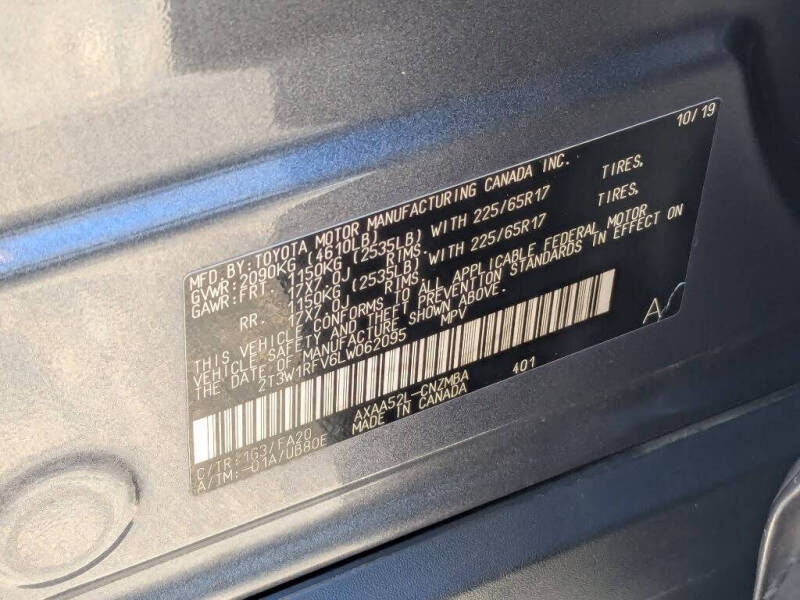 10/19
MFD. BY: TOYOTA MOTOR MANUFACTURING CANADA INC.
GVWR: 2090KG (4610LB)
GAWR: FRT 1150KG (2535LB) WITH 225/65R17 TIRES,
17X7.0J RIMS,
RR. 1150KG (2535LB) WITH 225/65R17 TIRES,
17X7.0J RIMS,
THIS VEHICLE CONFORMS TO ALL APPLICABLE FEDERAL MOTOR
VEHICLE SAFETY AND THEFT PREVENTION STANDARDS IN EFFECT ON
THE DATE OF MANUFACTURE SHOWN ABOVE.
2T3W1RFV6LW062095 MPV
A
C/TR: 1G3/FA20 AXAA52L-CNZMBA 401
A/TM: -01A/UB80E MADE IN CANADA